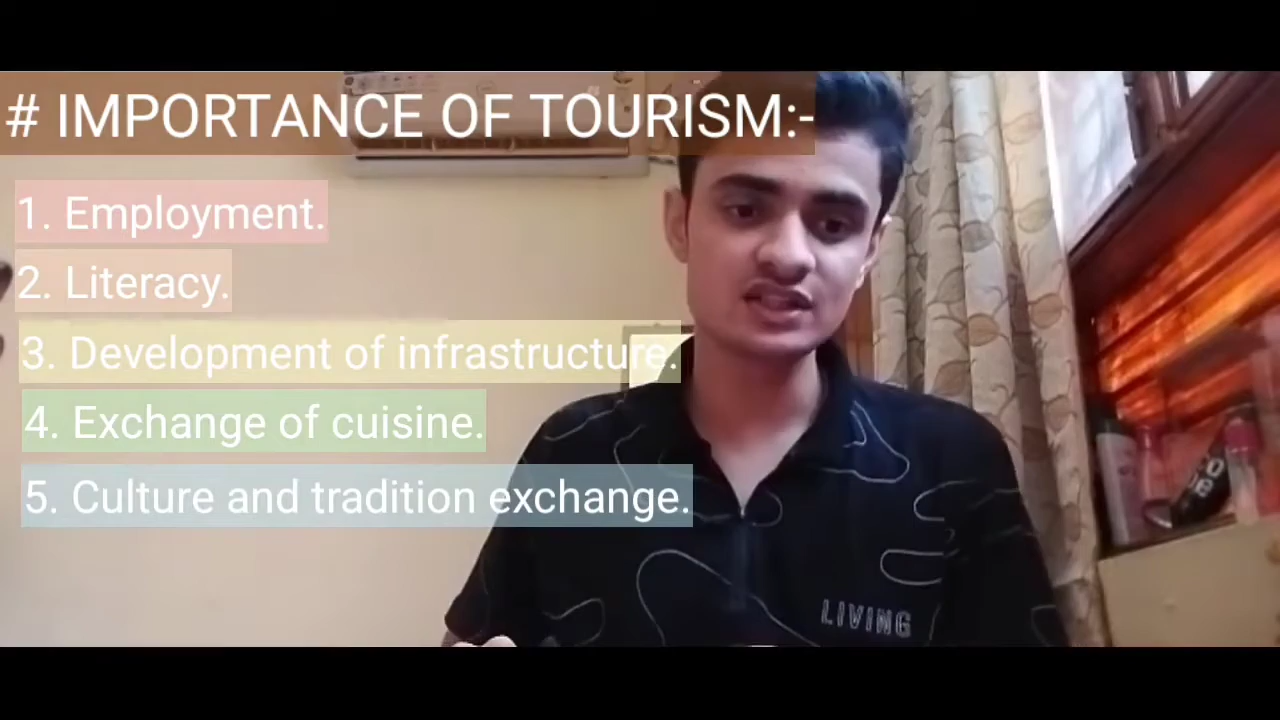 # IMPORTANCE OF TOURISM:-
1. Employment.
2. Literacy.
3. Development of infrastructure.
4. Exchange of cuisine.
5. Culture and tradition exchange.
LIVING